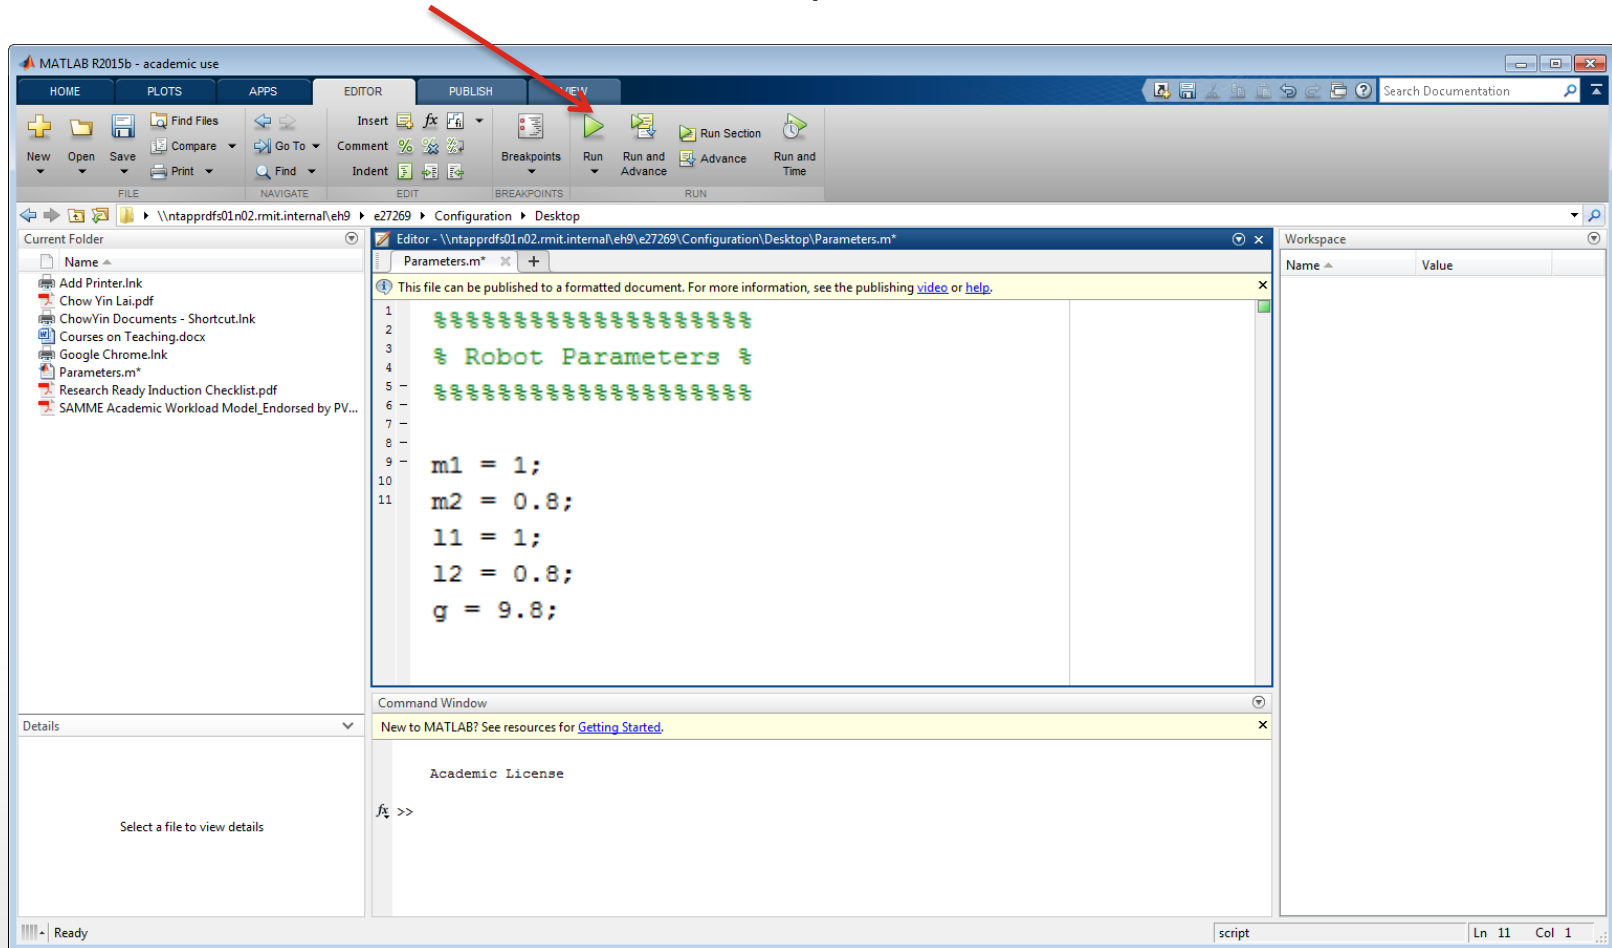 MATLAB R2015b - academic use
HOME PLOTS APPS EDITOR PUBLISH VIEW
Search Documentation
New Open Save
Find Files
Compare
Print
FILE
Go To
Find
NAVIGATE
Insert fx
Comment
Indent
EDIT
Breakpoints
BREAKPOINTS
Run
Run and Advance
Run Section
Advance
Run and Time
RUN
\\ntapprdfs01n02.rmit.internal\eh9 e27269 Configuration Desktop
Current Folder
Name
Add Printer.lnk
Chow Yin Lai.pdf
ChowYin Documents - Shortcut.lnk
Courses on Teaching.docx
Google Chrome.lnk
Parameters.m*
Research Ready Induction Checklist.pdf
SAMME Academic Workload Model_Endorsed by PV...
Details
Select a file to view details
Editor - \\ntapprdfs01n02.rmit.internal\eh9\e27269\Configuration\Desktop\Parameters.m*
Parameters.m*
This file can be published to a formatted document. For more information, see the publishing video or help.
1
2
3
4
5
6
7
8
9
10
11
%%%%%%%%%%%%%%%%%%%%
% Robot Parameters %
%%%%%%%%%%%%%%%%%%%%
m1 = 1;
m2 = 0.8;
l1 = 1;
l2 = 0.8;
g = 9.8;
Command Window
New to MATLAB? See resources for Getting Started.
Academic License
fx >>
Workspace
Name Value
Ready
script
Ln 11 Col 1